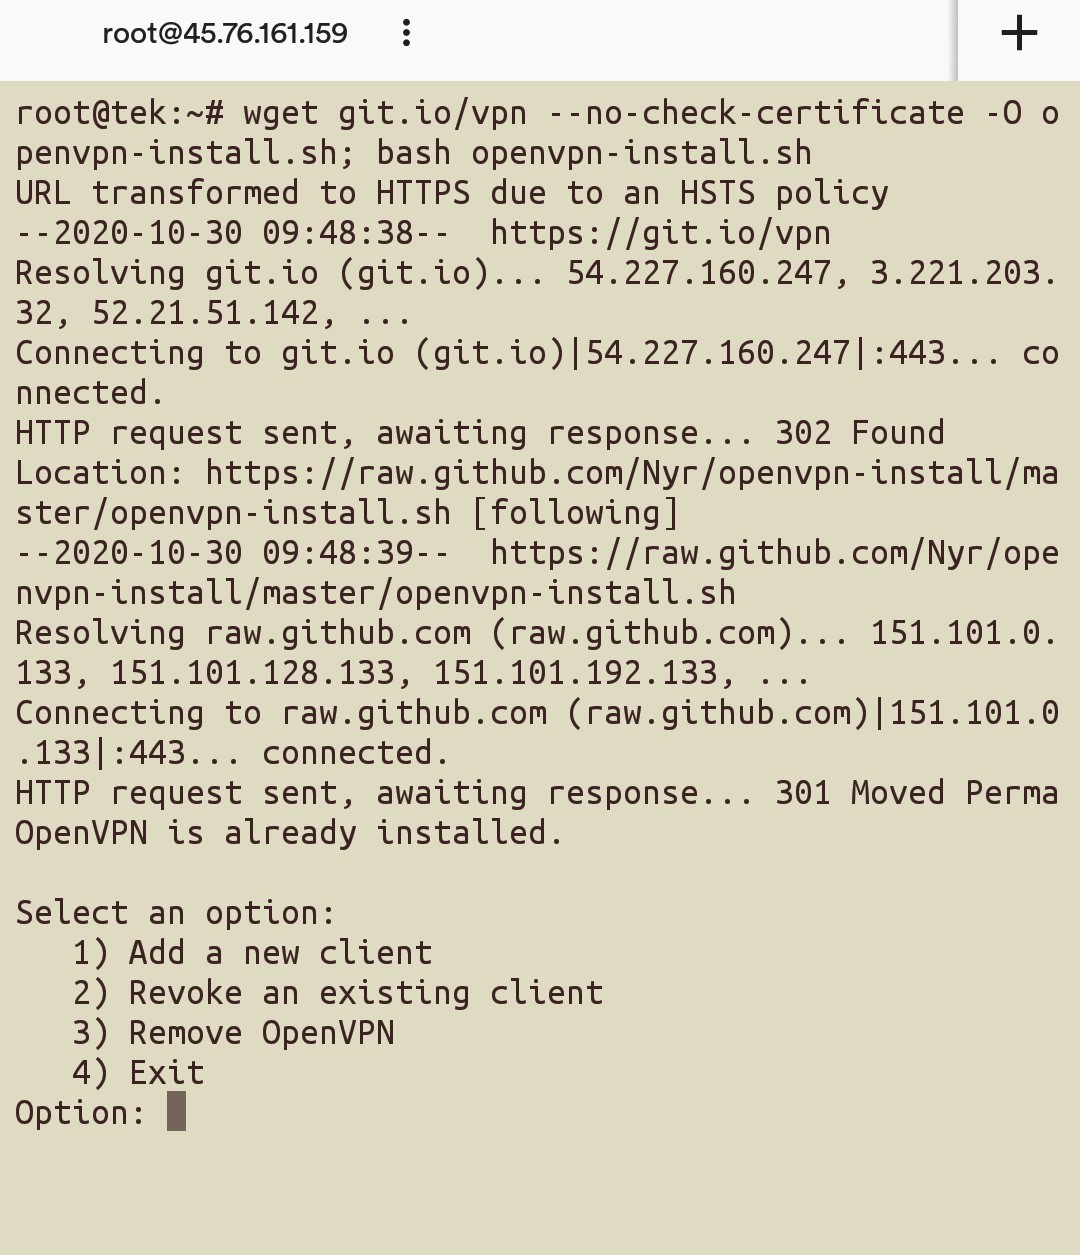 root@45.76.161.159
root@tek:~# wget git.io/vpn --no-check-certificate -O o
penvpn-install.sh; bash openvpn-install.sh
URL transformed to HTTPS due to an HSTS policy
--2020-10-30 09:48:38--  https://git.io/vpn
Resolving git.io (git.io)... 54.227.160.247, 3.221.203.
32, 52.21.51.142, ...
Connecting to git.io (git.io)|54.227.160.247|:443... co
nnected.
HTTP request sent, awaiting response... 302 Found
Location: https://raw.github.com/Nyr/openvpn-install/ma
ster/openvpn-install.sh [following]
--2020-10-30 09:48:39--  https://raw.github.com/Nyr/ope
nvpn-install/master/openvpn-install.sh
Resolving raw.github.com (raw.github.com)... 151.101.0.
133, 151.101.128.133, 151.101.192.133, ...
Connecting to raw.github.com (raw.github.com)|151.101.0
.133|:443... connected.
HTTP request sent, awaiting response... 301 Moved Perma
OpenVPN is already installed.

Select an option:
   1) Add a new client
   2) Revoke an existing client
   3) Remove OpenVPN
   4) Exit
Option: